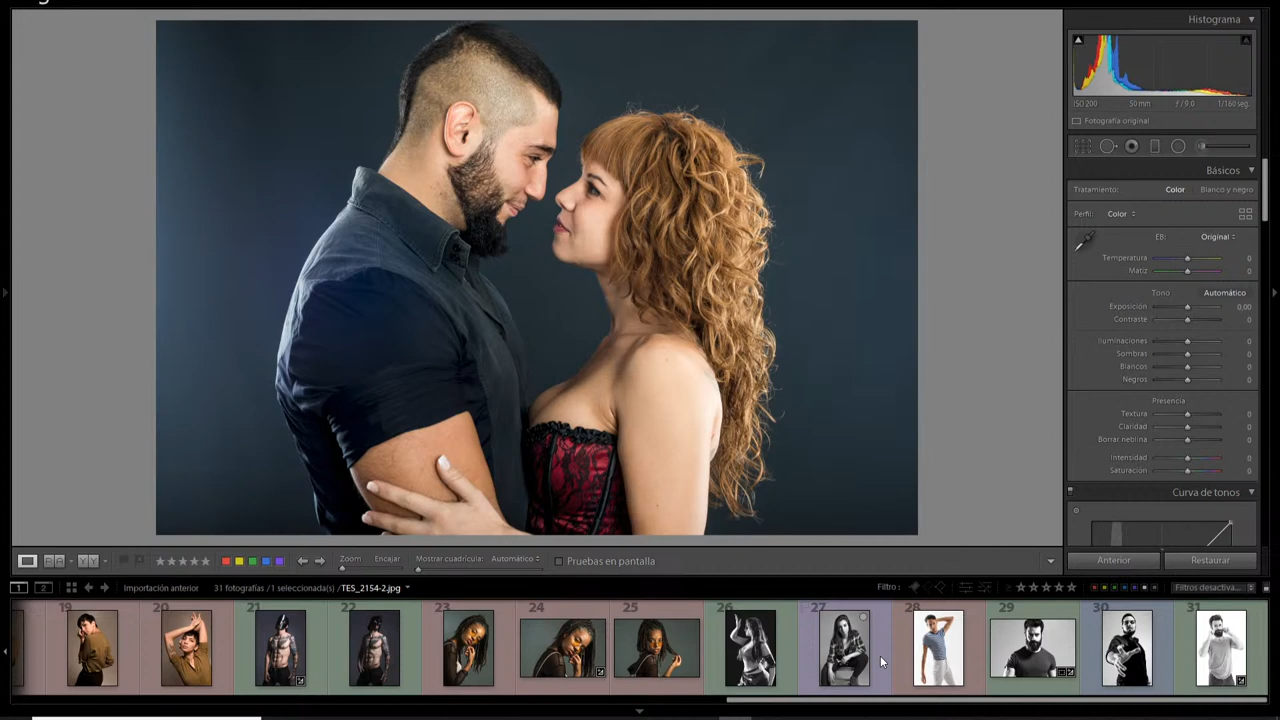 Histograma
ISO 200 50 mm ƒ / 9,0 1/160 seg.
Fotografía original
Básicos
Tratamiento: Color Blanco y negro
Perfil: Color
EB: Original
Temperatura 0
Matiz 0
Tono Automático
Exposición 0,00
Contraste 0
Iluminaciones 0
Sombras 0
Blancos 0
Negros 0
Presencia
Textura 0
Claridad 0
Borrar neblina 0
Intensidad 0
Saturación 0
Curva de tonos
Anterior Restaurar
Zoom Encajar Mostrar cuadrícula: Automático Pruebas en pantalla
1 2 Importación anterior 31 fotografías /1 seleccionada(s) /TES_2154-2.jpg Filtro : Filtros desactiva...
19 20 21 22 23 24 25 26 27 28 29 30 31